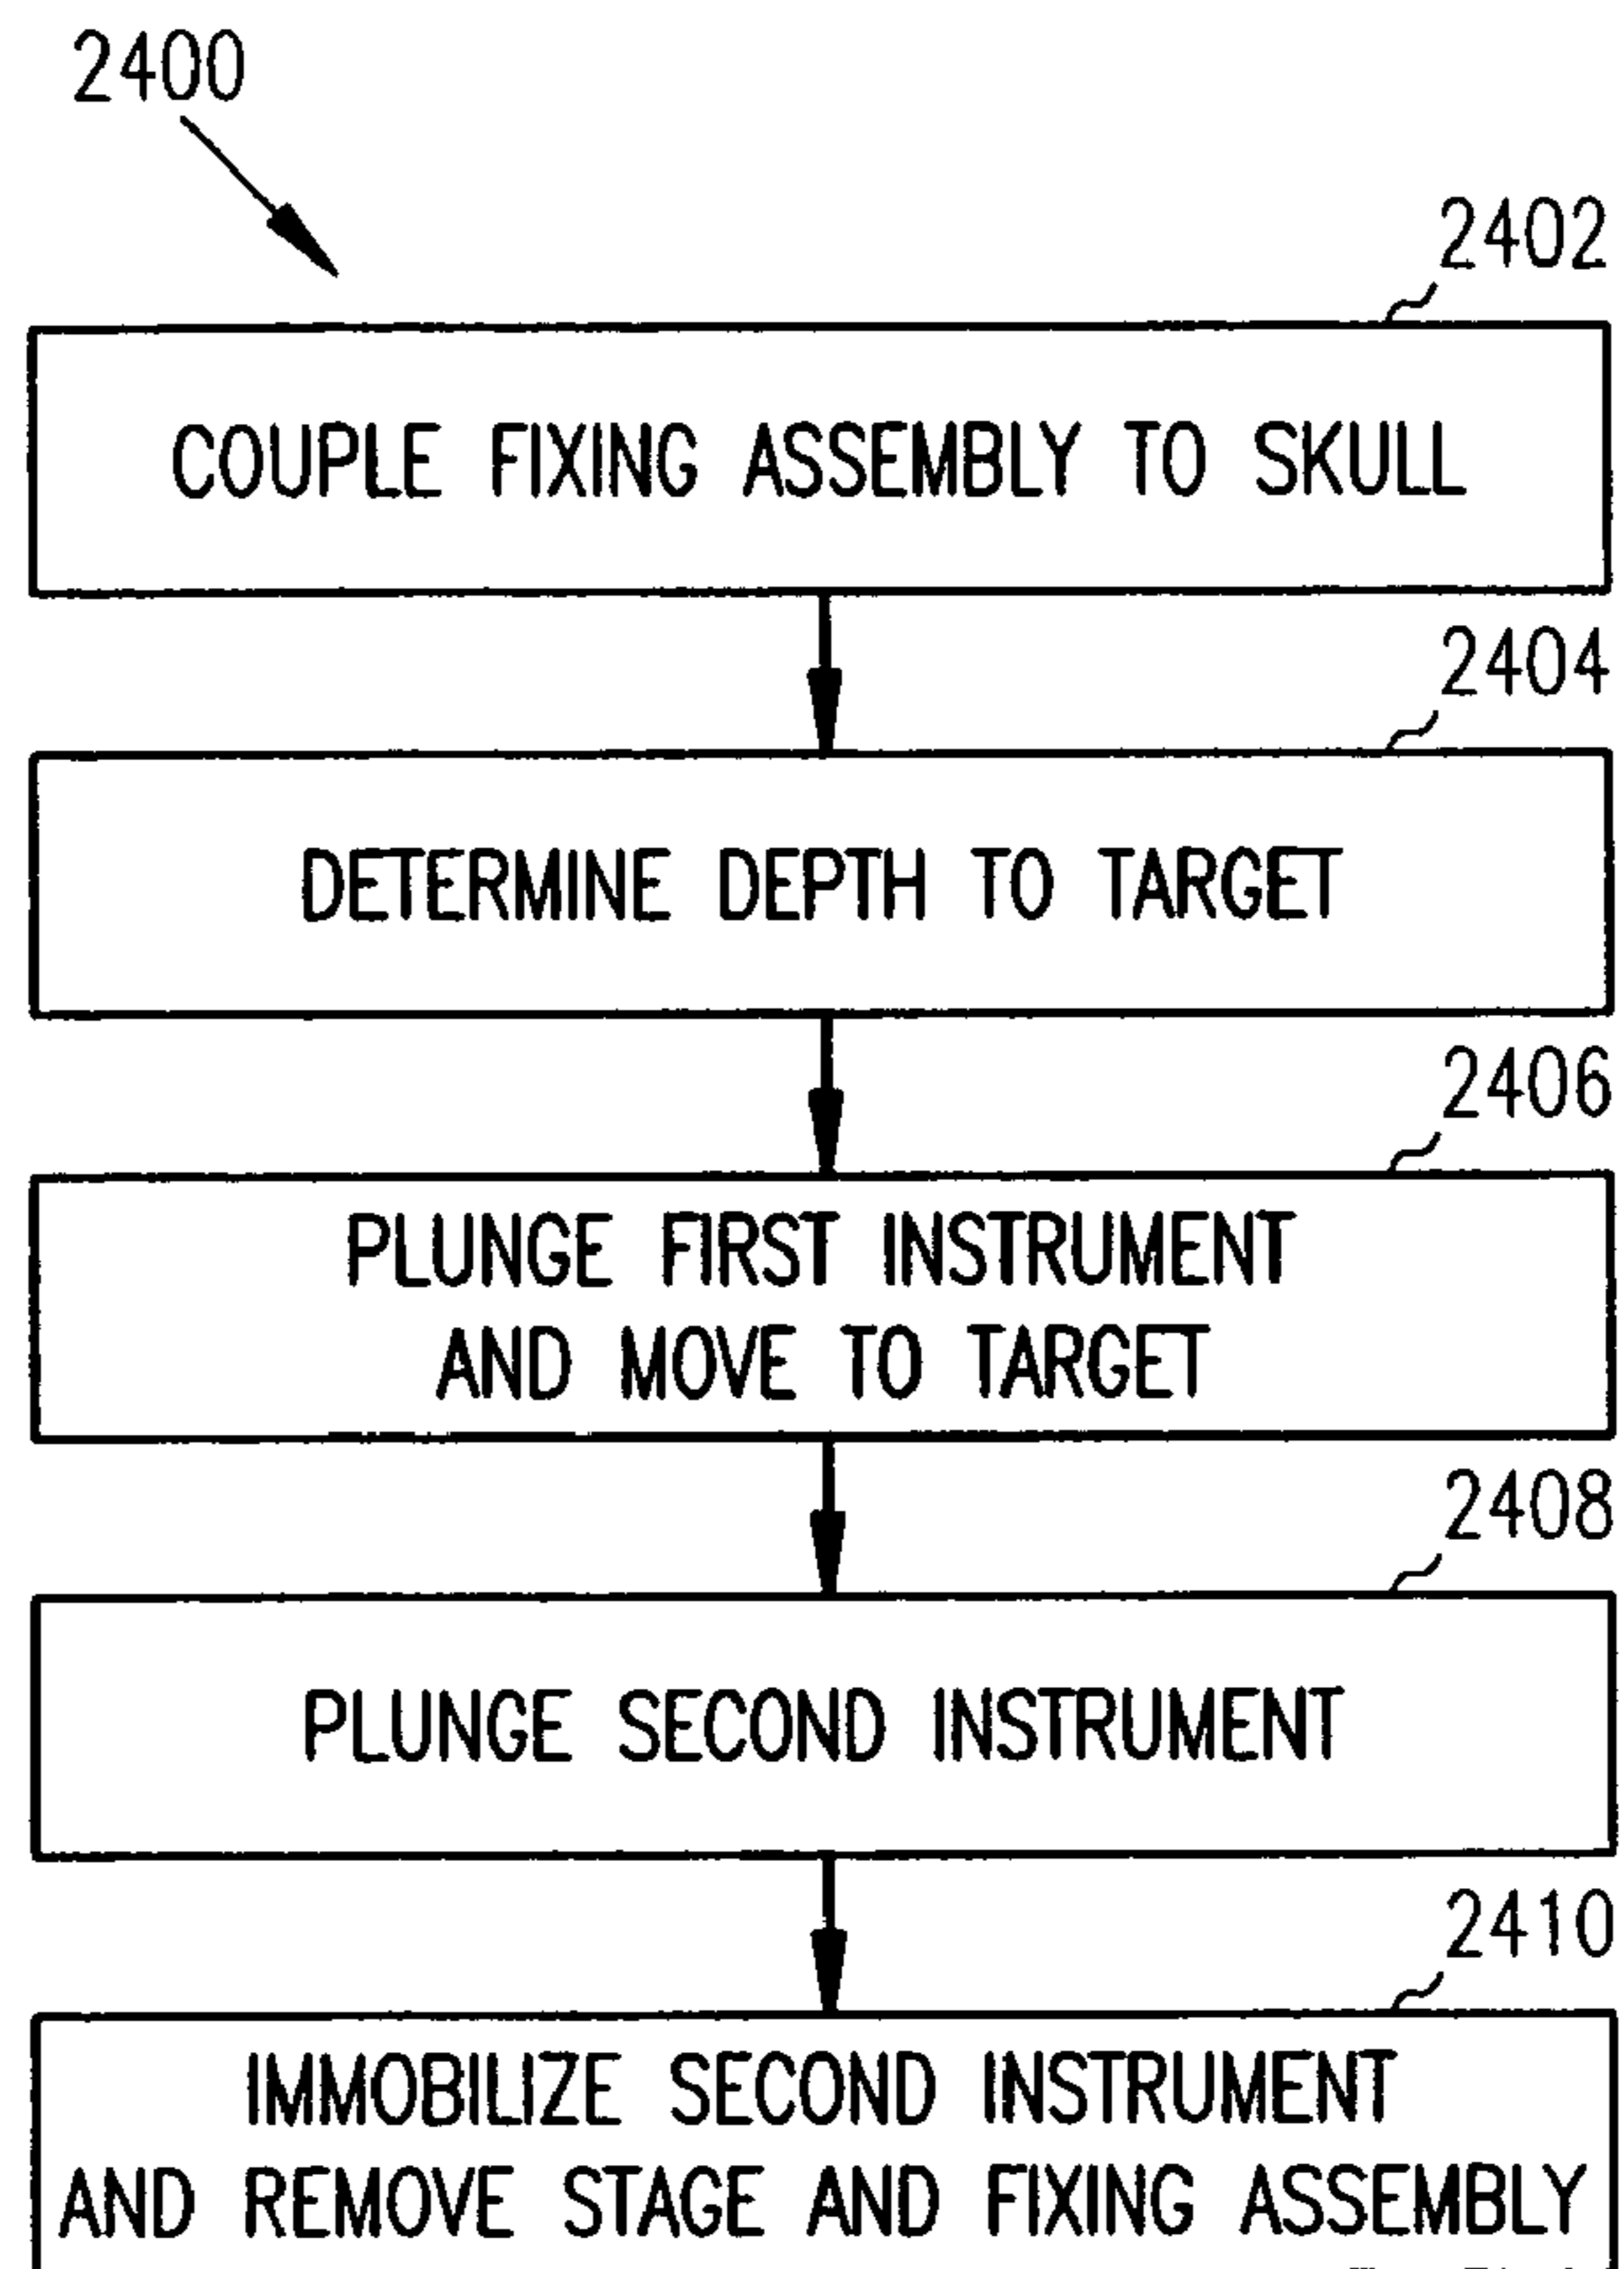 2400
2402
COUPLE FIXING ASSEMBLY TO SKULL
2404
DETERMINE DEPTH TO TARGET
2406
PLUNGE FIRST INSTRUMENT
AND MOVE TO TARGET
2408
PLUNGE SECOND INSTRUMENT
2410
IMMOBILIZE SECOND INSTRUMENT
AND REMOVE STAGE AND FIXING ASSEMBLY